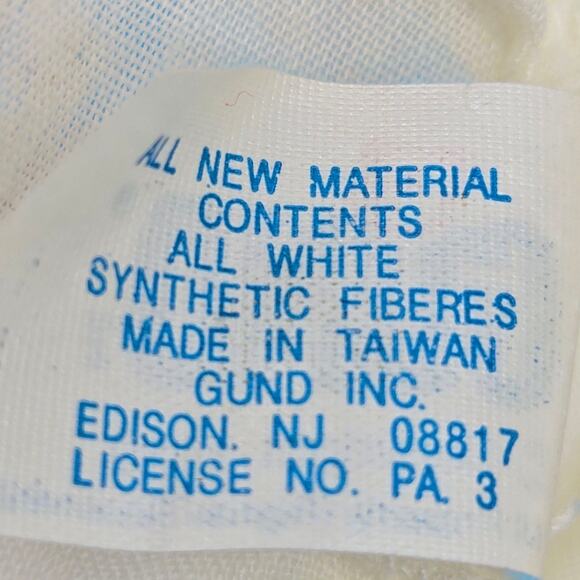 ALL NEW MATERIAL
CONTENTS
ALL WHITE
SYNTHETIC FIBERES
MADE IN TAIWAN
GUND INC.
EDISON. NJ 08817
LICENSE NO. PA. 3